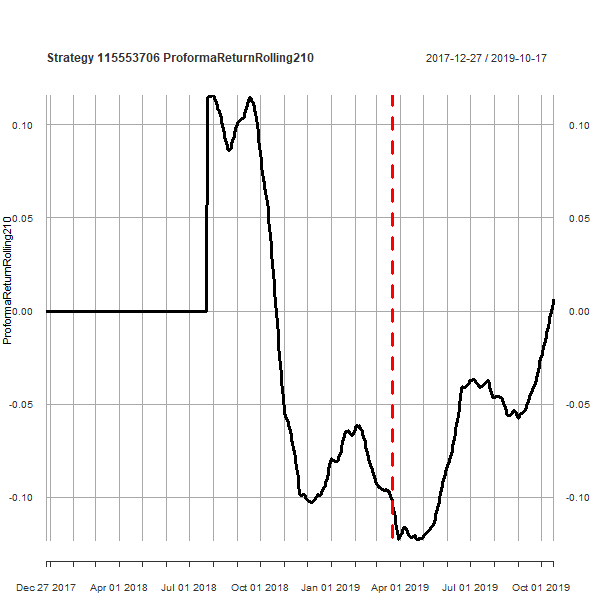 Strategy 115553706 ProformaReturnRolling210
2017-12-27 / 2019-10-17
0.10 0.10
0.05 0.05
0.00 0.00
-0.05 -0.05
-0.10 -0.10
ProformaReturnRolling210
Dec 27 2017 Apr 01 2018 Jul 01 2018 Oct 01 2018 Jan 01 2019 Apr 01 2019 Jul 01 2019 Oct 01 2019